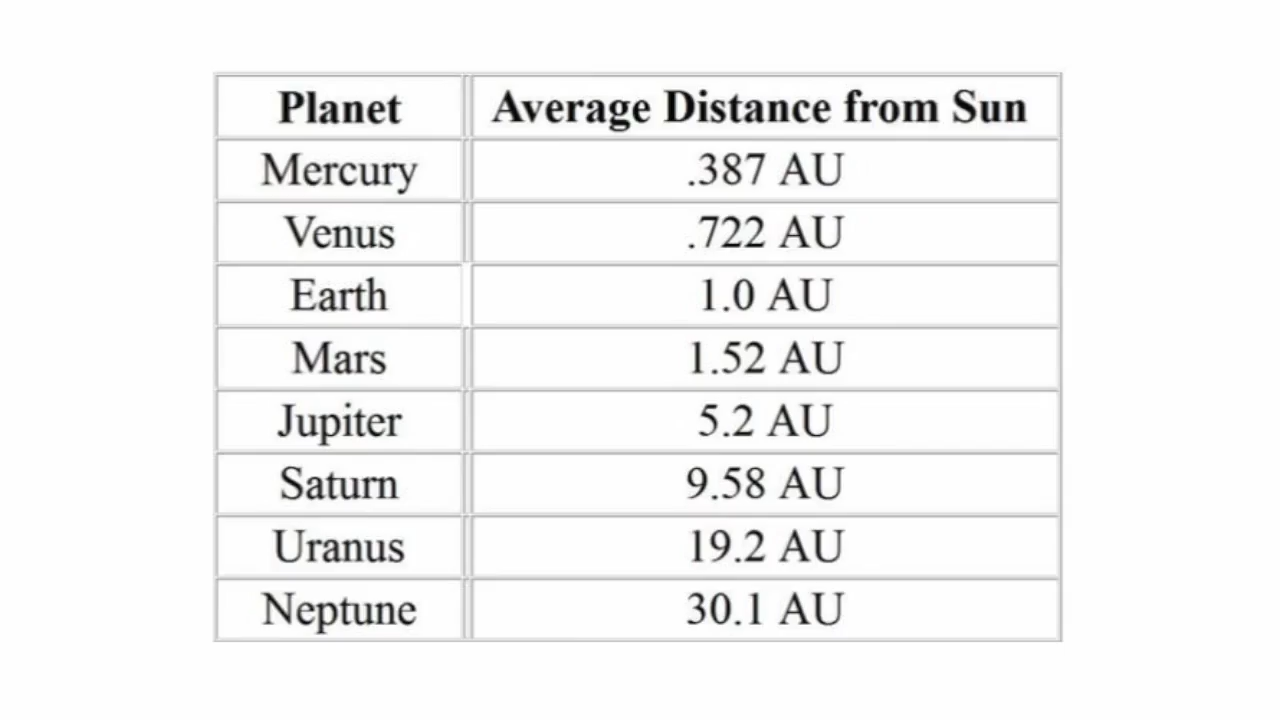 Planet Average Distance from Sun
Mercury .387 AU
Venus .722 AU
Earth 1.0 AU
Mars 1.52 AU
Jupiter 5.2 AU
Saturn 9.58 AU
Uranus 19.2 AU
Neptune 30.1 AU